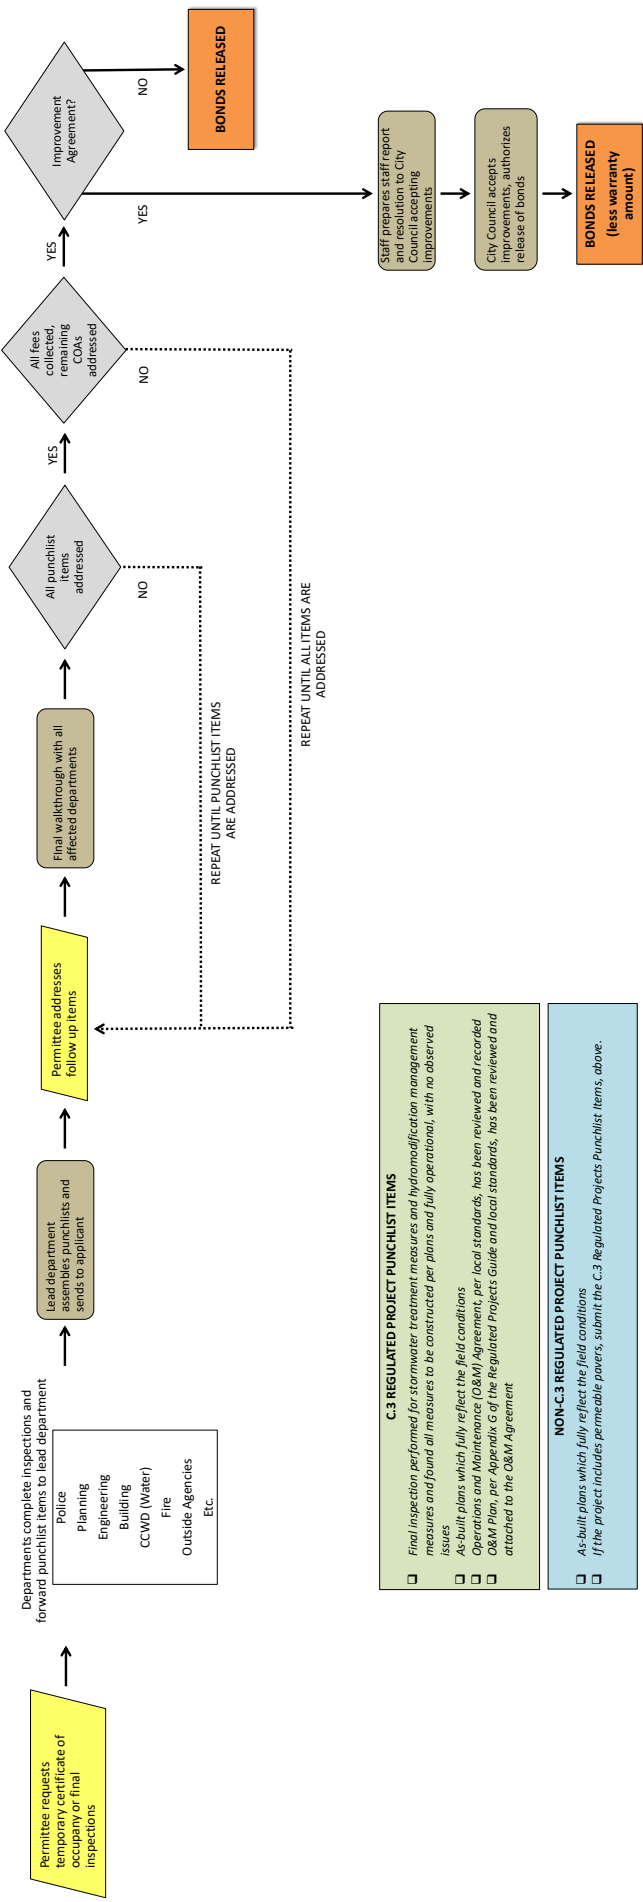 Permittee requests
temporary certificate of
occupany or final
inspections
Departments complete inspections and
forward punchlist items to lead department
Police
Planning
Engineering
Building
CCWD (Water)
Fire
Outside Agencies
Etc.
Lead department
assembles punchlists and
sends to applicant
Permittee addresses
follow up items
FInal walkthrough with all
affected departments
All punchlist
items
addressed
YES
NO
REPEAT UNTIL PUNCHLIST ITEMS
ARE ADDRESSED
All fees
collected,
remaining
COAs
addressed
YES
NO
REPEAT UNTIL ALL ITEMS ARE
ADDRESSED
Improvement
Agreement?
NO
BONDS RELEASED
YES
Staff prepares staff report
and resolution to City
Council accepting
improvements
City Council accepts
improvements, authorizes
release of bonds
BONDS RELEASED
(less warranty
amount)
C.3 REGULATED PROJECT PUNCHLIST ITEMS
❑ Final inspection performed for stormwater treatment measures and hydromodification management
measures and found all measures to be constructed per plans and fully operational, with no observed
issues
❑ As-built plans which fully reflect the field conditions
❑ Operations and Maintenance (O&M) Agreement, per local standards, has been reviewed and recorded
❑ O&M Plan, per Appendix G of the Regulated Projects Guide and local standards, has been reviewed and
attached to the O&M Agreement
NON-C.3 REGULATED PROJECT PUNCHLIST ITEMS
❑ As-built plans which fully reflect the field conditions
❑ If the project includes permeable pavers, submit the C.3 Regulated Projects Punchlist Items, above.